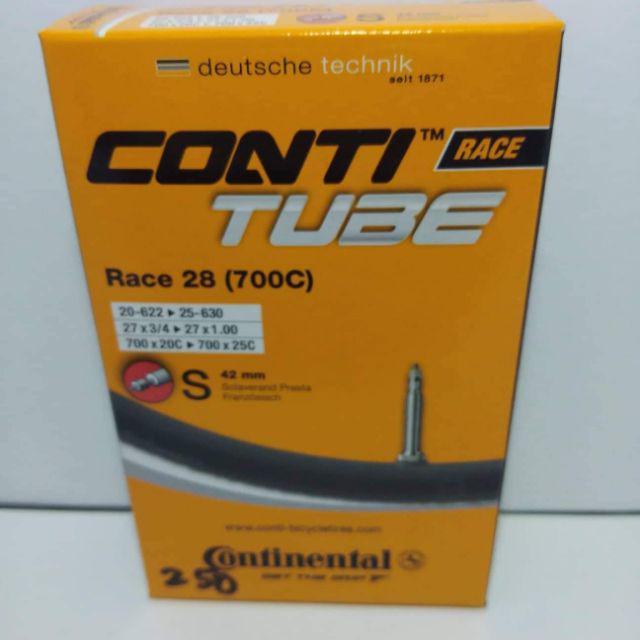 deutsche technik
seit 1871
CONTI™ RACE
TUBE
Race 28 (700C)
20-622 ▸ 25-630
27 x 3/4 ▸ 27 x 1.00
700 x 20C ▸ 700 x 25C
S 42 mm
Sclaverand Presta
Französisch
www.conti-bicycletires.com
Continental
250